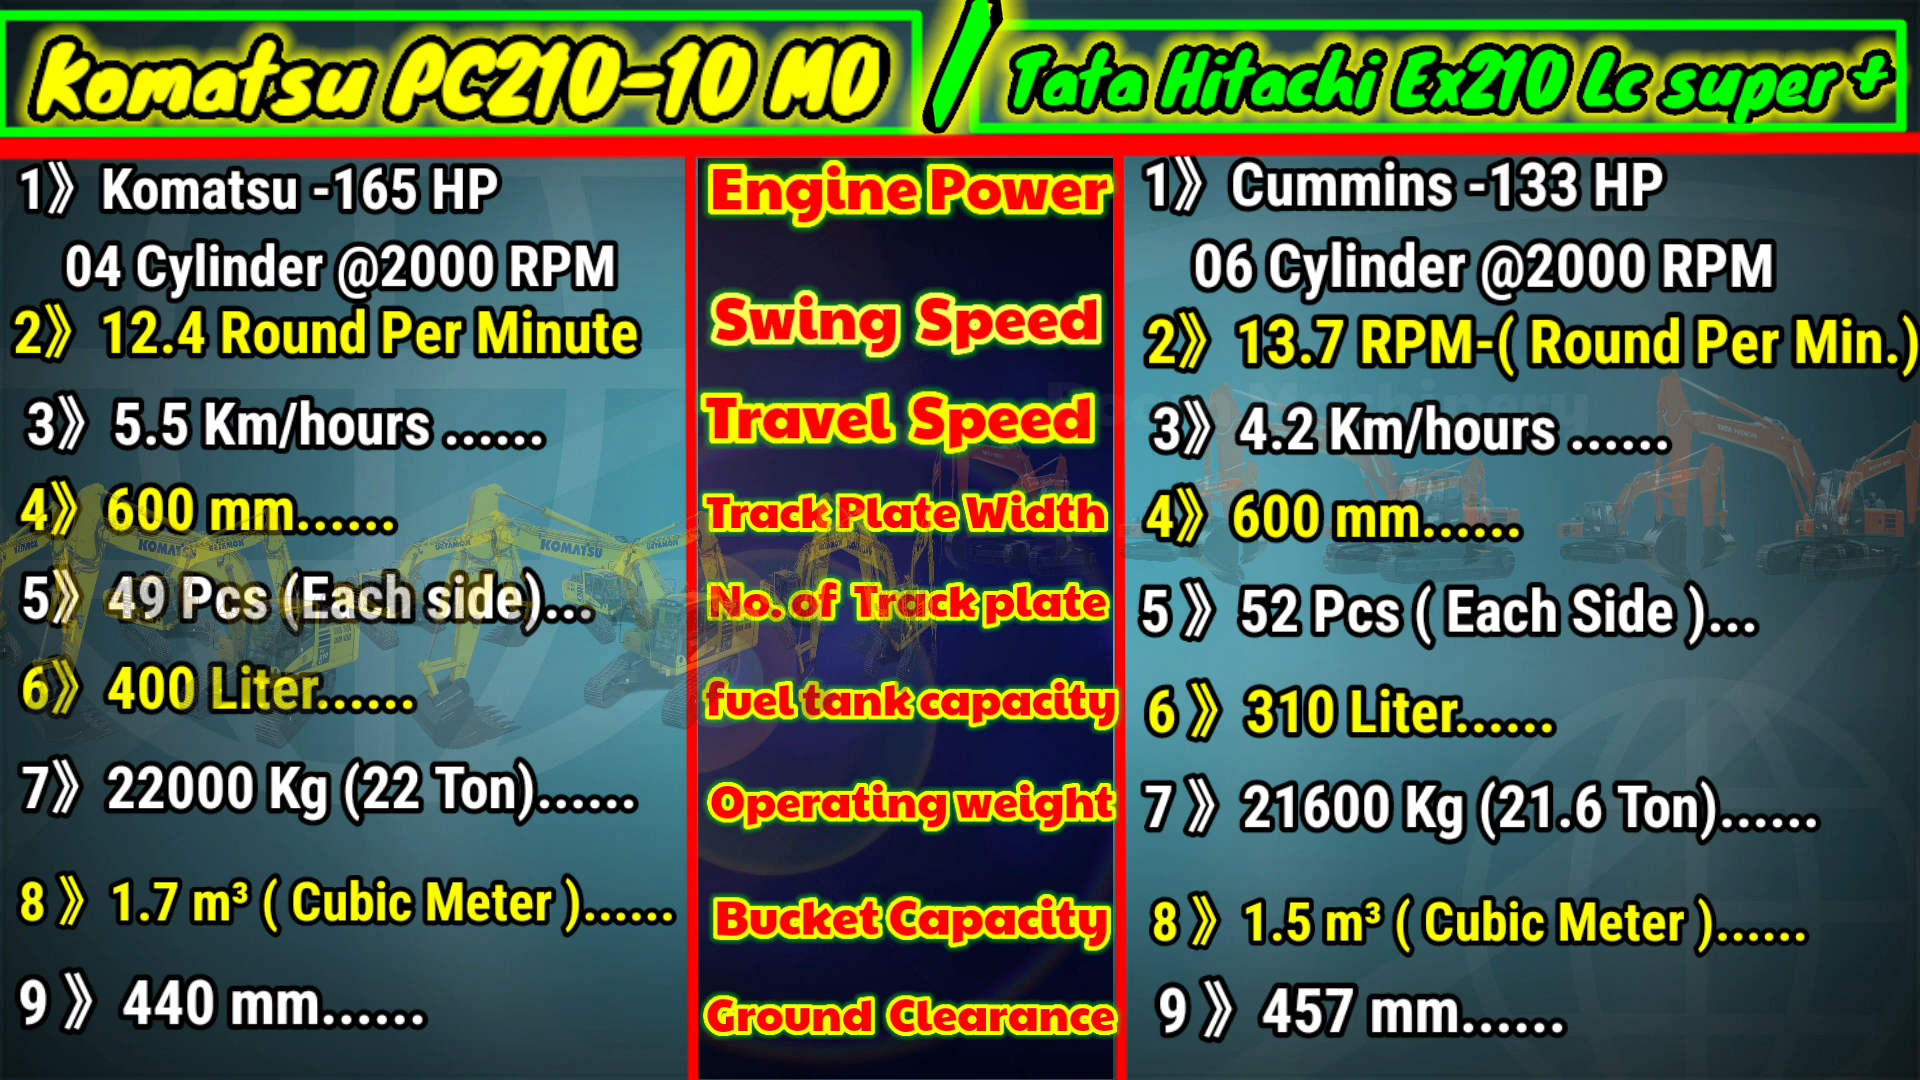 Komatsu PC210-10 M0 / Tata Hitachi Ex210 Lc super +
1》 Komatsu -165 HP
04 Cylinder @2000 RPM
2》 12.4 Round Per Minute
3》 5.5 Km/hours ......
4》 600 mm......
5》 49 Pcs (Each side)...
6》 400 Liter......
7》 22000 Kg (22 Ton)......
8 》 1.7 m³ ( Cubic Meter )......
9 》 440 mm......
Engine Power
Swing Speed
Travel Speed
Track Plate Width
No. of Track plate
fuel tank capacity
Operating weight
Bucket Capacity
Ground Clearance
1》 Cummins -133 HP
06 Cylinder @2000 RPM
2》 13.7 RPM-( Round Per Min.)
3》 4.2 Km/hours ......
4》 600 mm......
5 》 52 Pcs ( Each Side )...
6 》 310 Liter......
7 》 21600 Kg (21.6 Ton)......
8 》 1.5 m³ ( Cubic Meter )......
9 》 457 mm......
KOMATSU
KOMATSU
TATA HITACHI